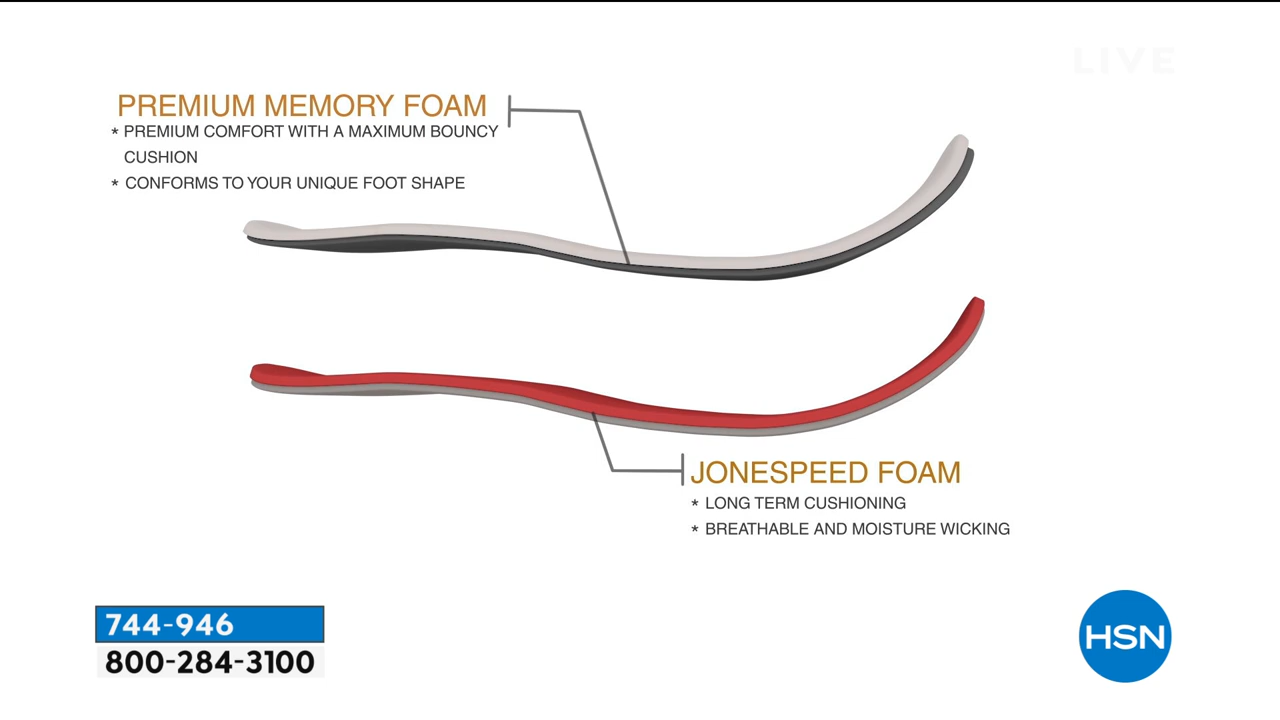 LIVE
PREMIUM MEMORY FOAM
* PREMIUM COMFORT WITH A MAXIMUM BOUNCY
CUSHION
* CONFORMS TO YOUR UNIQUE FOOT SHAPE
JONESPEED FOAM
* LONG TERM CUSHIONING
* BREATHABLE AND MOISTURE WICKING
744-946
800-284-3100
HSN